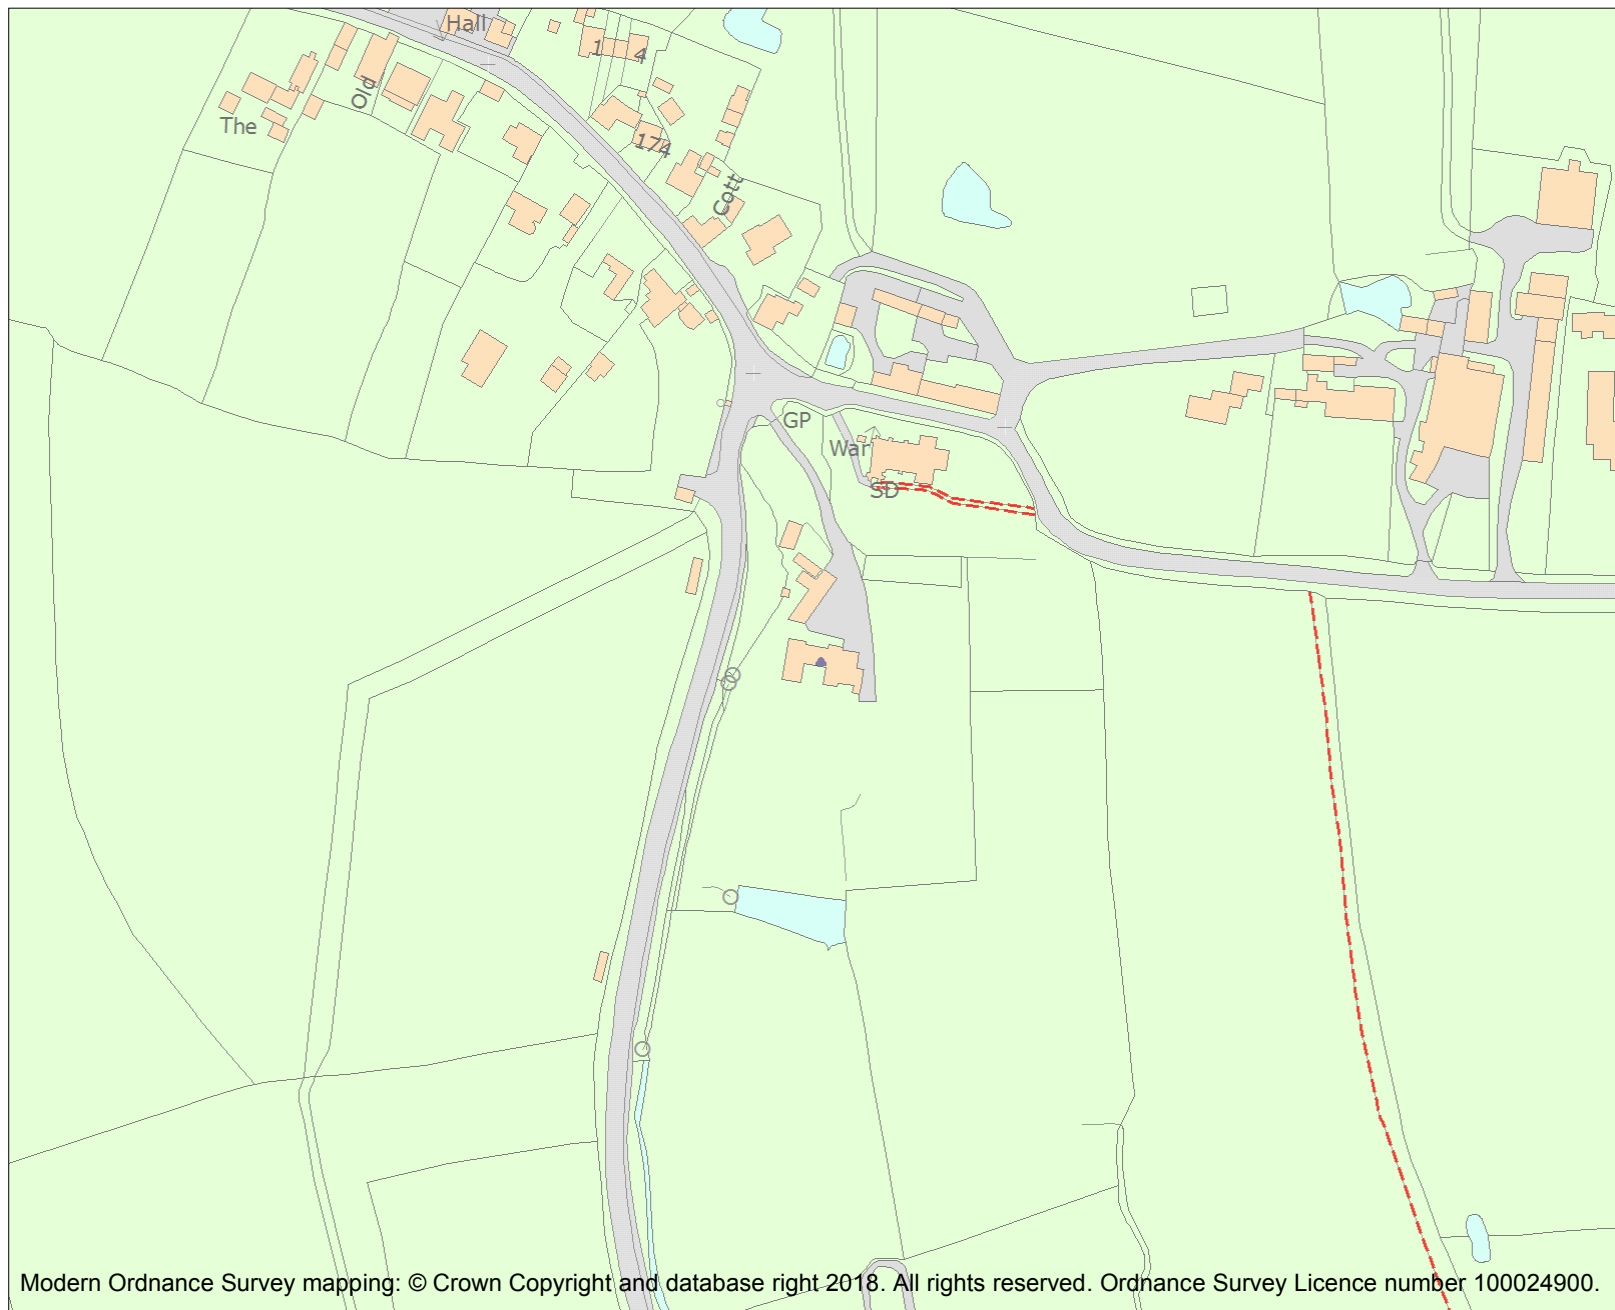 Hall
1 4
Old
The
174
Cott
GP
War
SD
Modern Ordnance Survey mapping: © Crown Copyright and database right 2018. All rights reserved. Ordnance Survey Licence number 100024900.